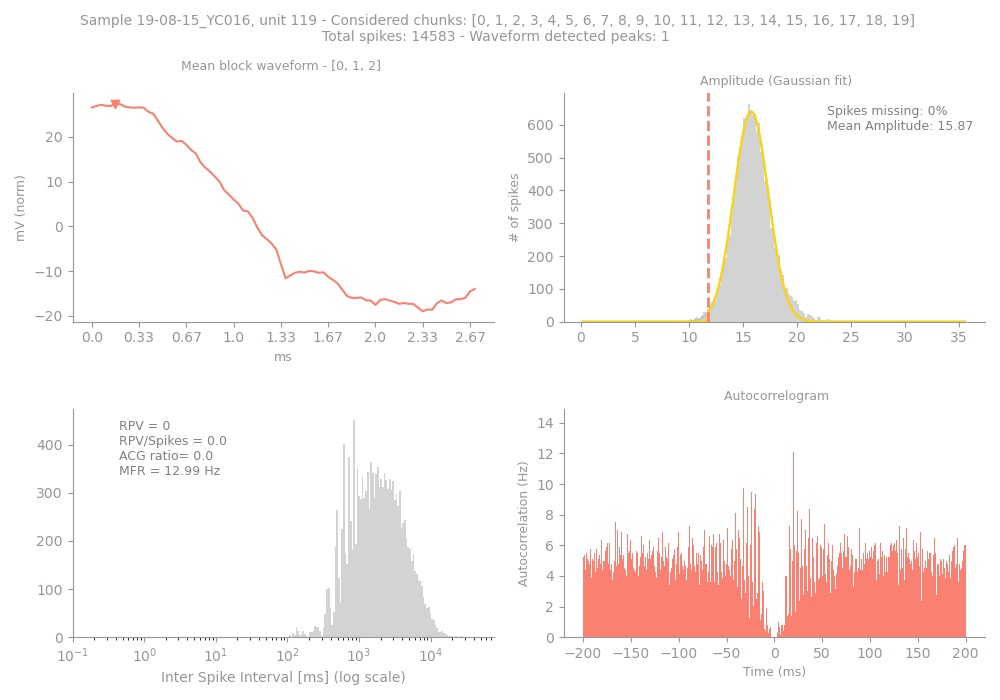 Sample 19-08-15_YC016, unit 119 - Considered chunks: [0, 1, 2, 3, 4, 5, 6, 7, 8, 9, 10, 11, 12, 13, 14, 15, 16, 17, 18, 19]
Total spikes: 14583 - Waveform detected peaks: 1
Mean block waveform - [0, 1, 2]
mV (norm)
20
10
0
−10
−20
0.0 0.33 0.67 1.0 1.33 1.67 2.0 2.33 2.67
ms
Amplitude (Gaussian fit)
Spikes missing: 0%
Mean Amplitude: 15.87
# of spikes
600
500
400
300
200
100
0
0 5 10 15 20 25 30 35
RPV = 0
RPV/Spikes = 0.0
ACG ratio= 0.0
MFR = 12.99 Hz
400
300
200
100
0
10⁻¹ 10⁰ 10¹ 10² 10³ 10⁴
Inter Spike Interval [ms] (log scale)
Autocorrelogram
Autocorrelation (Hz)
14
12
10
8
6
4
2
0
−200 −150 −100 −50 0 50 100 150 200
Time (ms)